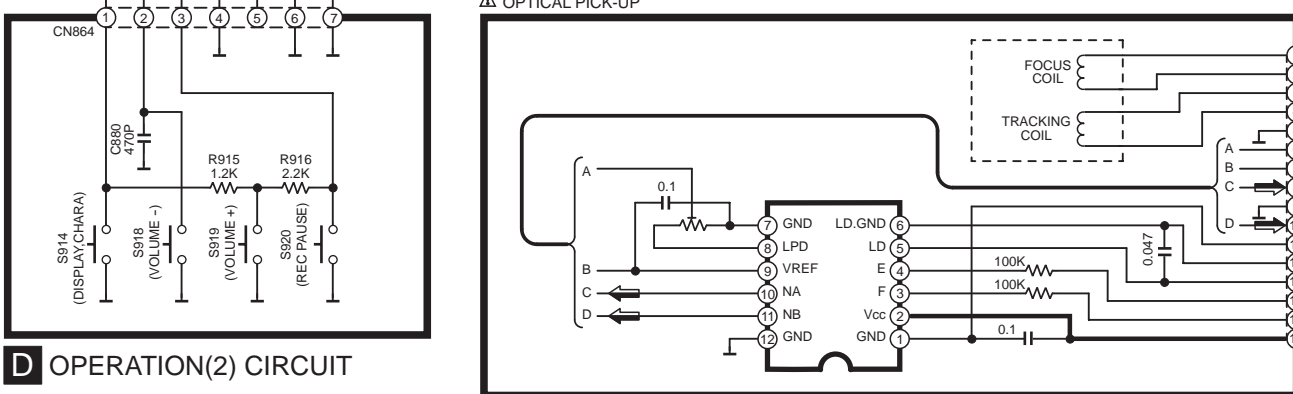 ⚠ OPTICAL PICK-UP
1 2 3 4 5 6 7
CN864
C880
470P
R915
1.2K
R916
2.2K
S914
(DISPLAY,CHARA)
S918
(VOLUME -)
S919
(VOLUME +)
S920
(REC PAUSE)
D OPERATION(2) CIRCUIT
FOCUS
COIL
TRACKING
COIL
A
B
C
D
A
B
C
D
0.1
7 GND
8 LPD
9 VREF
10 NA
11 NB
12 GND
LD.GND 6
LD 5
E 4
F 3
Vcc 2
GND 1
100K
100K
0.1
0.047